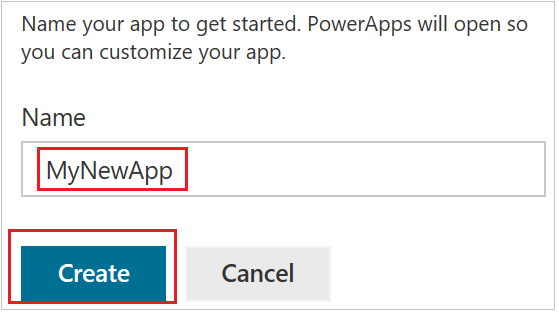 Name your app to get started. PowerApps will open so
you can customize your app.
Name
MyNewApp
Create
Cancel